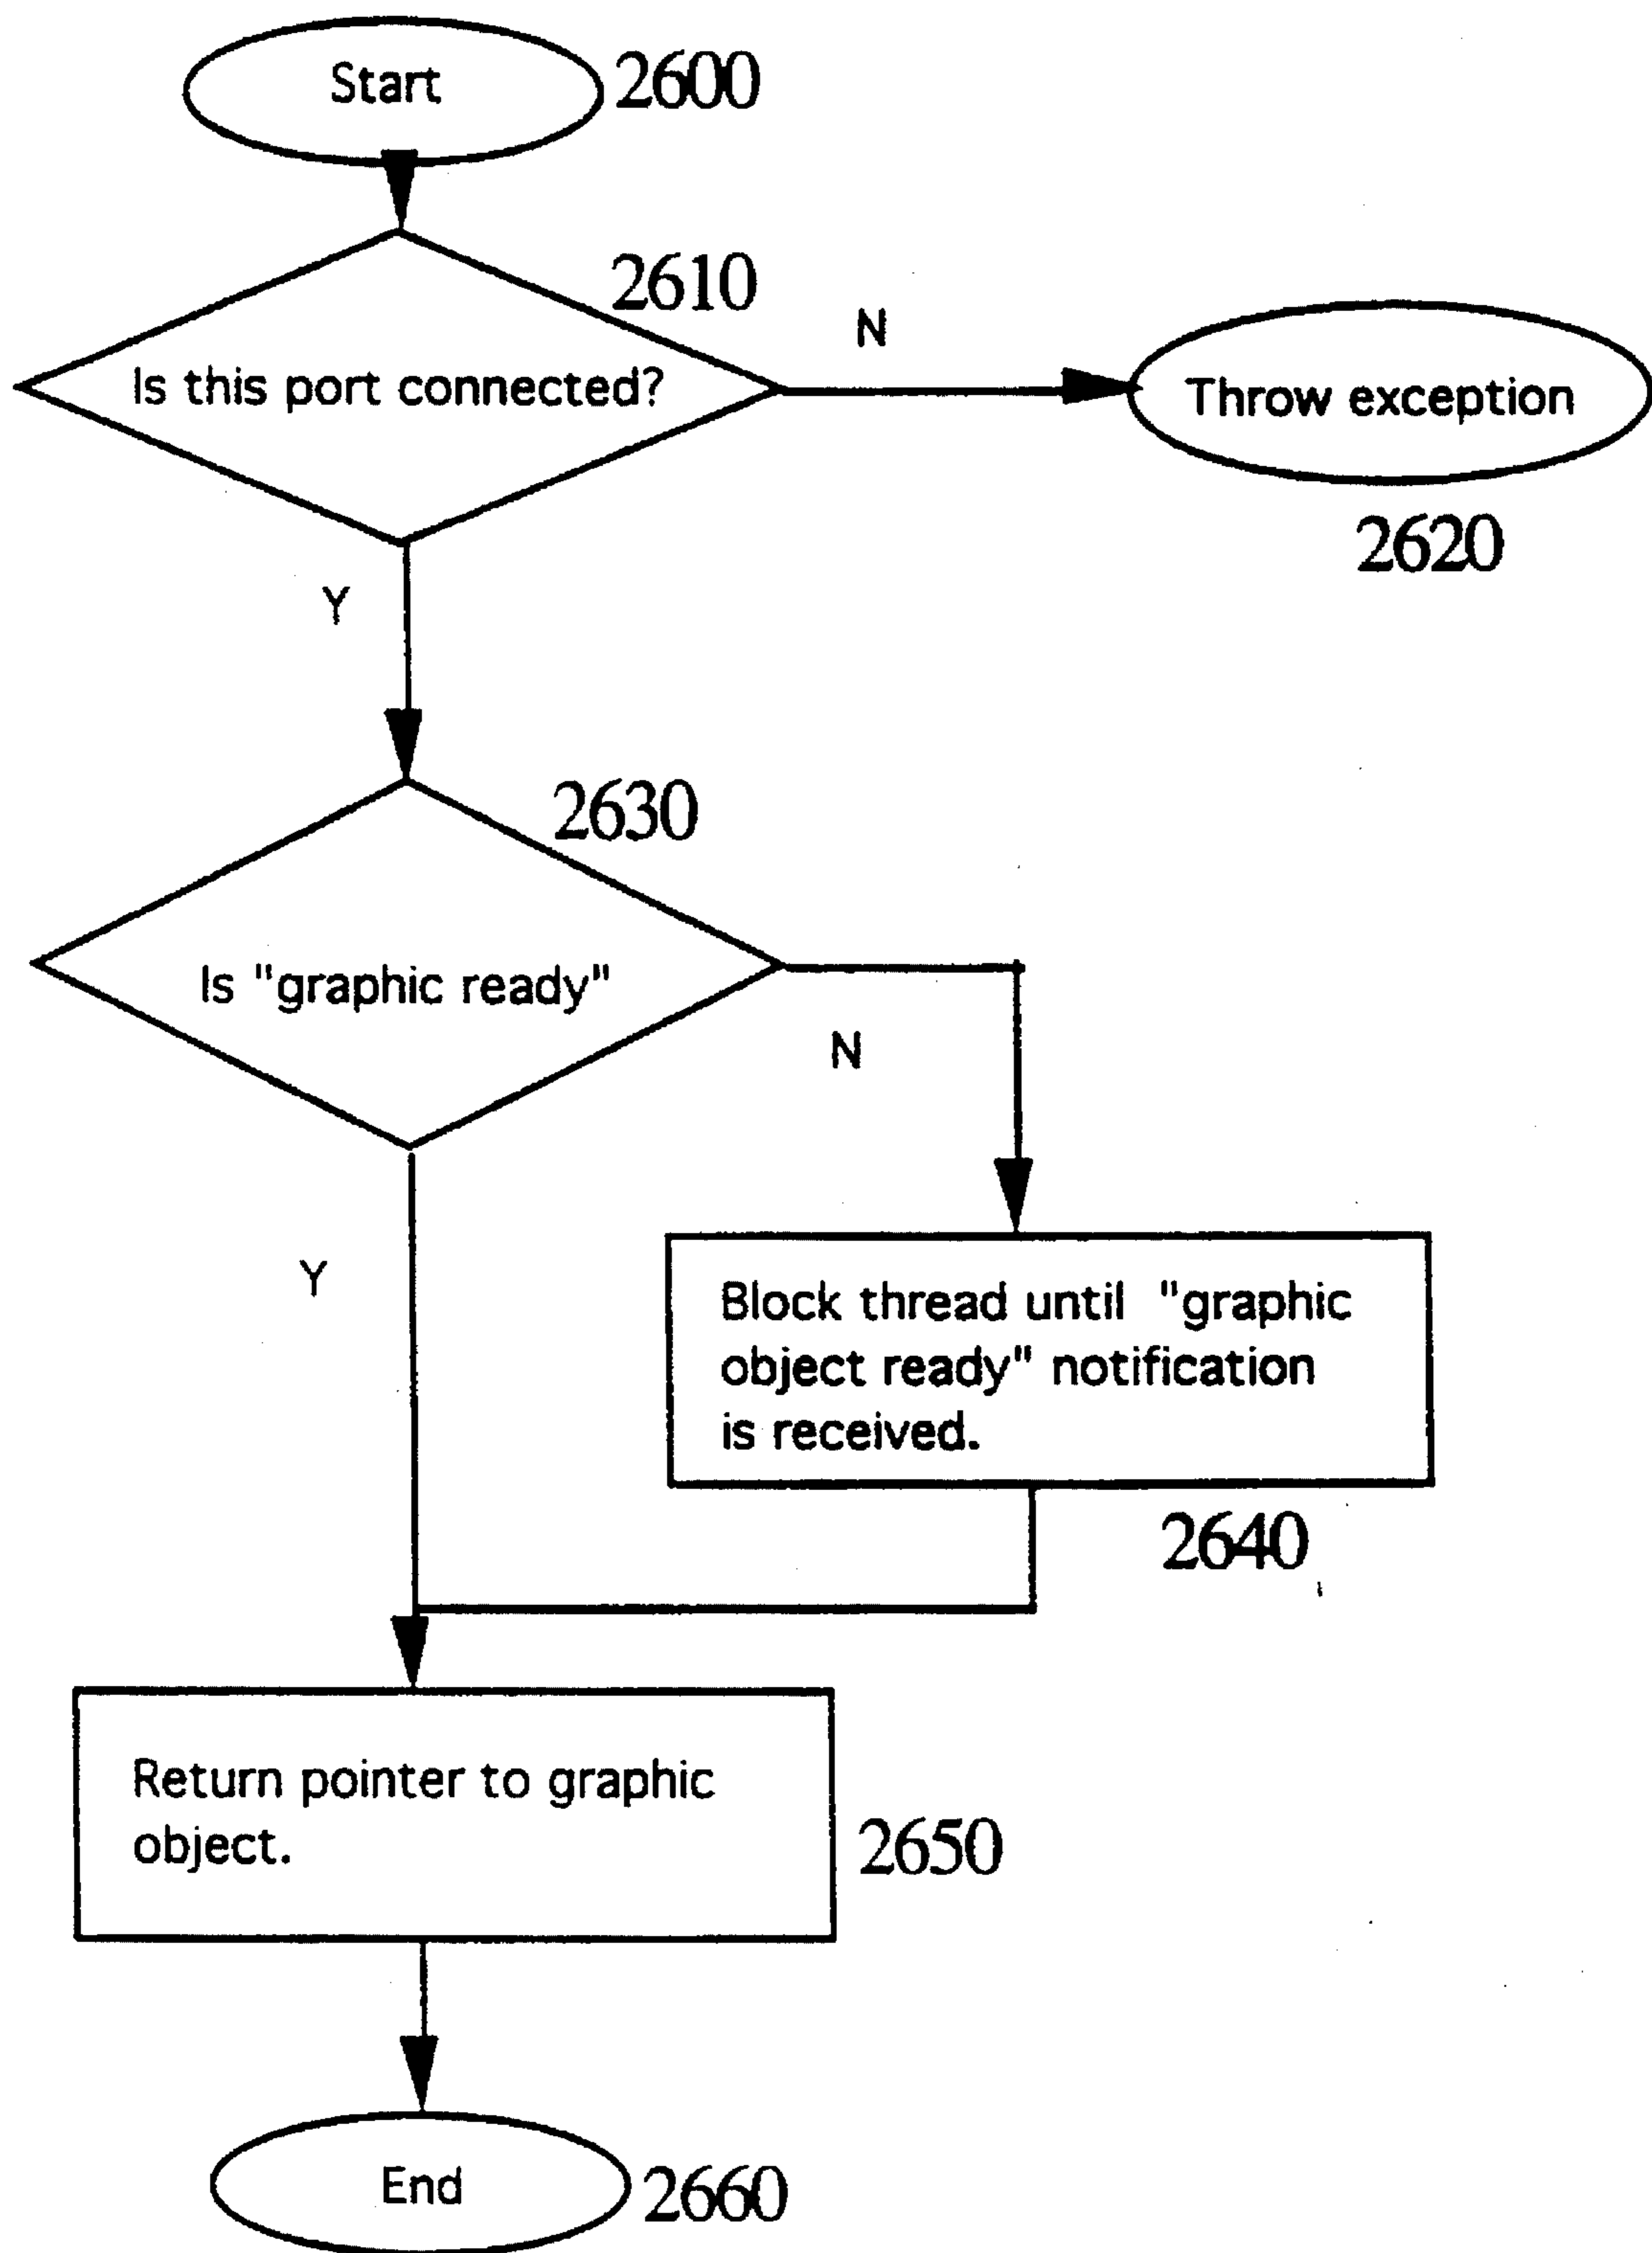 Start
2600
2610
Is this port connected?
N
Throw exception
2620
Y
2630
Is "graphic ready"
N
Y
Block thread until "graphic
object ready" notification
is received.
2640
Return pointer to graphic
object.
2650
End
2660